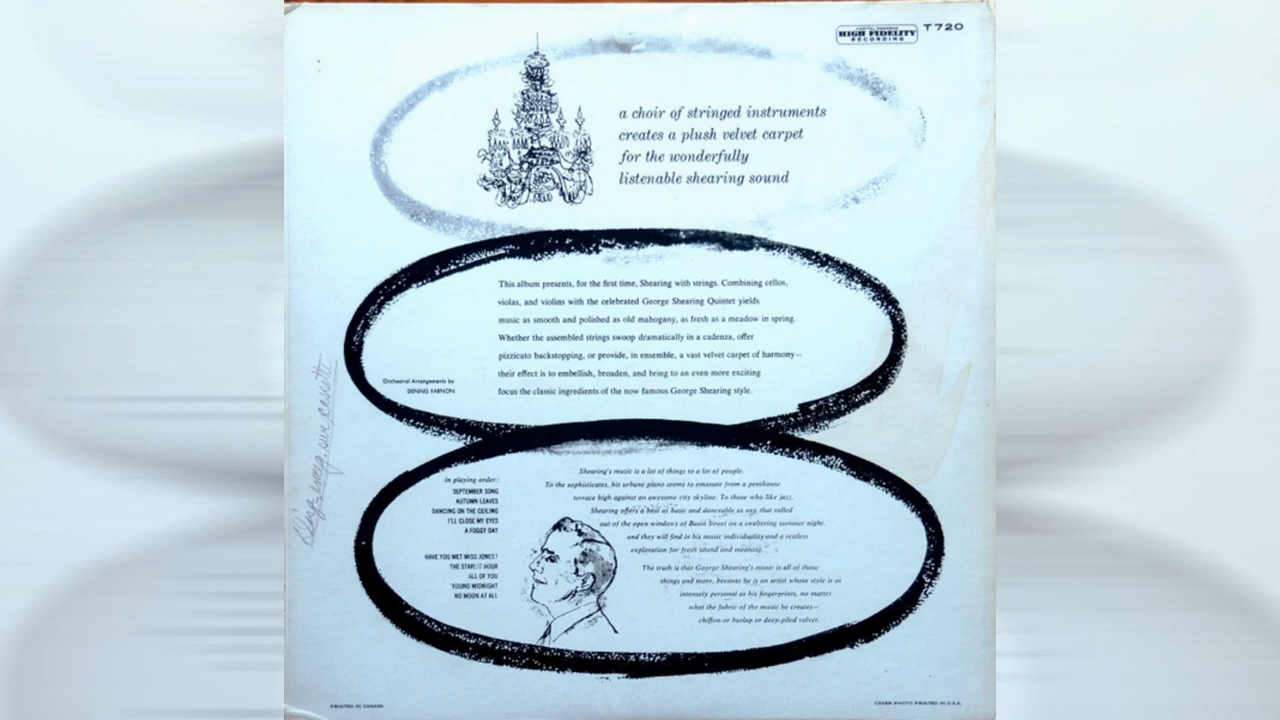 CAPITOL RECORDS
HIGH FIDELITY
RECORDING
T720
a choir of stringed instruments
creates a plush velvet carpet
for the wonderfully
listenable shearing sound
This album presents, for the first time, Shearing with strings. Combining cellos,
violas, and violins with the celebrated George Shearing Quintet yields
music as smooth and polished as old mahogany, as fresh as a meadow in spring.
Whether the assembled strings swoop dramatically in a cadenza, offer
pizzicato backstopping, or provide, in ensemble, a vast velvet carpet of harmony—
their effect is to embellish, broaden, and bring to an even more exciting
focus the classic ingredients of the now famous George Shearing style.
Orchestral Arrangements by
DENNIS FARNON
in playing order:
SEPTEMBER SONG
AUTUMN LEAVES
DANCING ON THE CEILING
I'LL CLOSE MY EYES
A FOGGY DAY
HAVE YOU MET MISS JONES?
THE STARLIT HOUR
ALL OF YOU
'ROUND MIDNIGHT
NO MOON AT ALL
Shearing's music is a lot of things to a lot of people.
To the sophisticates, his urbane piano seems to emanate from a penthouse
terrace high against an awesome city skyline. To those who like jazz,
Shearing offers a beat as basic and danceable as any that rolled
out of the open windows of Basin Street on a sweltering summer night,
and they will find in his music individuality and a restless
exploration for fresh sound and meaning.
The truth is that George Shearing's music is all of those
things and more, because he is an artist whose style is as
intensely personal as his fingerprints, no matter
what the fabric of the music he creates—
chiffon or burlap or deep-piled velvet.
sur cassette
PRINTED IN CANADA
COVER PHOTO PRINTED IN U.S.A.